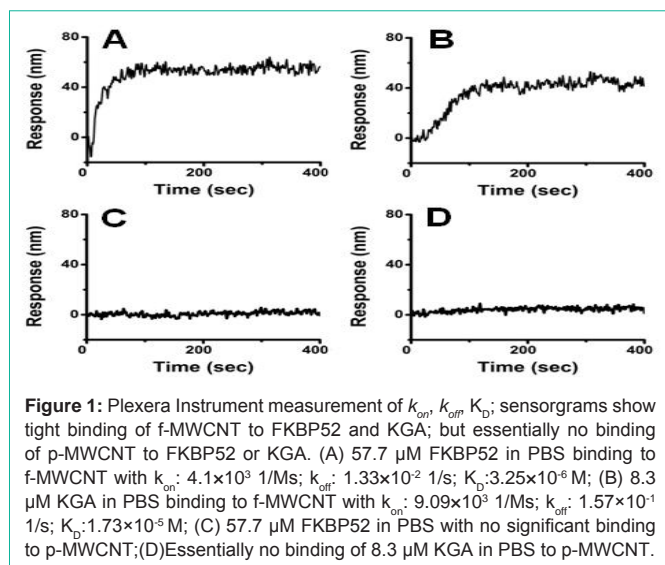 A
80
40
0
Response (nm)
0 200 400
Time (sec)
B
80
40
0
Response (nm)
0 200 400
Time (sec)
C
80
40
0
Response (nm)
0 200 400
Time (sec)
D
80
40
0
Response (nm)
0 200 400
Time (sec)
Figure 1: Plexera Instrument measurement of kon, koff, KD; sensorgrams show
tight binding of f-MWCNT to FKBP52 and KGA; but essentially no binding
of p-MWCNT to FKBP52 or KGA. (A) 57.7 µM FKBP52 in PBS binding to
f-MWCNT with kon: 4.1×10³ 1/Ms; koff: 1.33×10⁻² 1/s; KD:3.25×10⁻⁶ M; (B) 8.3
µM KGA in PBS binding to f-MWCNT with kon: 9.09×10³ 1/Ms; koff: 1.57×10⁻¹
1/s; KD:1.73×10⁻⁵ M; (C) 57.7 µM FKBP52 in PBS with no significant binding
to p-MWCNT;(D)Essentially no binding of 8.3 µM KGA in PBS to p-MWCNT.